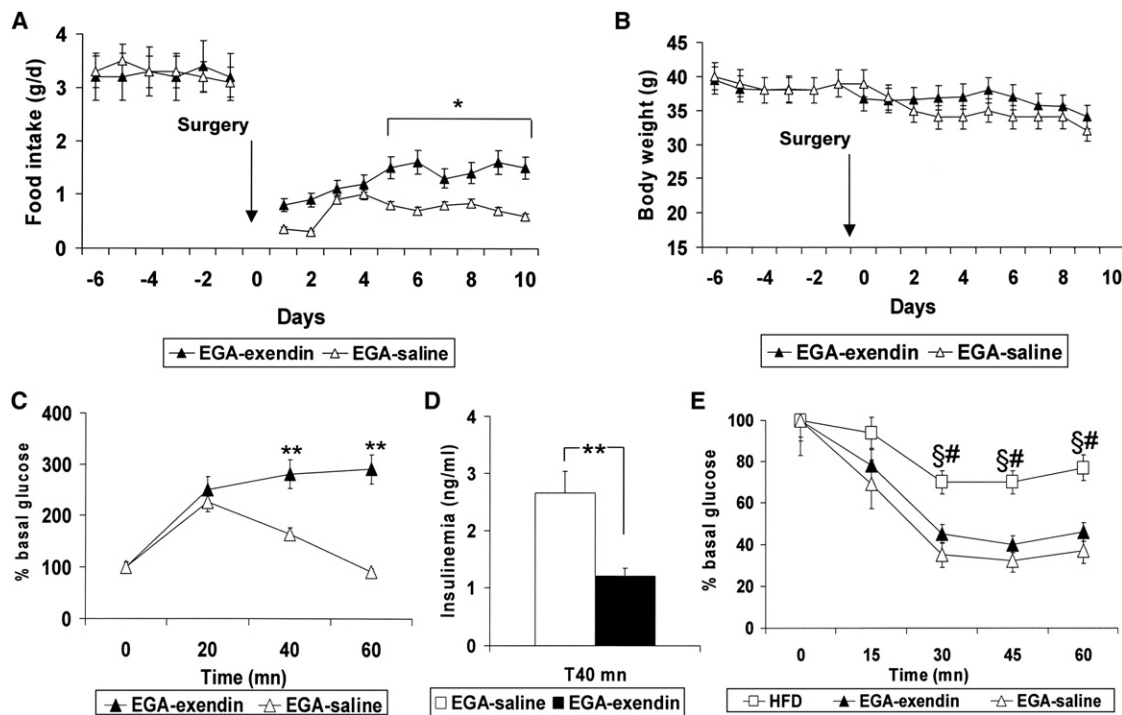 A
Food intake (g/d)
4
3
2
1
0
Surgery
*
-6 -4 -2 0 2 4 6 8 10
Days
EGA-exendin EGA-saline
B
Body weight (g)
45
40
35
30
25
20
15
Surgery
-6 -4 -2 0 2 4 6 8 10
Days
EGA-exendin EGA-saline
C
% basal glucose
400
300
200
100
0
** **
0 20 40 60
Time (mn)
EGA-exendin EGA-saline
D
Insulinemia (ng/ml)
4
3
2
1
0
**
T40 mn
EGA-saline EGA-exendin
E
% basal glucose
100
80
60
40
20
0
§# §# §#
0 15 30 45 60
Time (mn)
HFD EGA-exendin EGA-saline